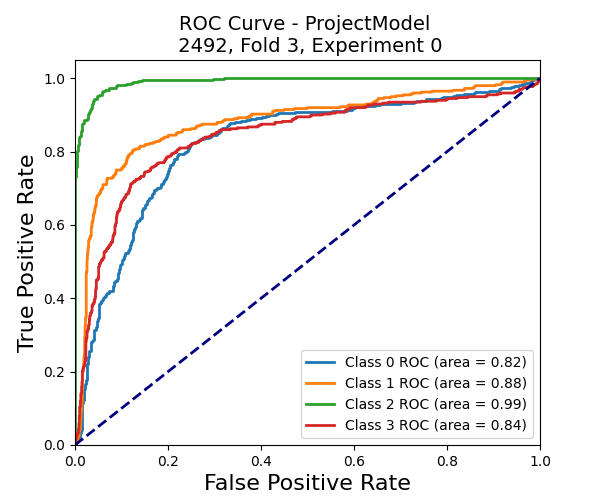 ROC Curve - ProjectModel
2492, Fold 3, Experiment 0
True Positive Rate
1.0
0.8
0.6
0.4
0.2
0.0
Class 0 ROC (area = 0.82)
Class 1 ROC (area = 0.88)
Class 2 ROC (area = 0.99)
Class 3 ROC (area = 0.84)
0.0 0.2 0.4 0.6 0.8 1.0
False Positive Rate